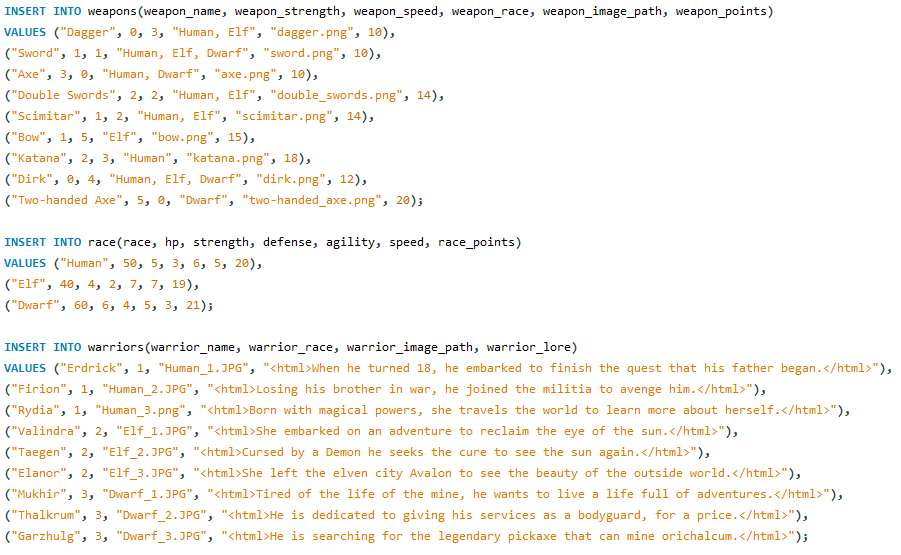 INSERT INTO weapons(weapon_name, weapon_strength, weapon_speed, weapon_race, weapon_image_path, weapon_points)
VALUES ("Dagger", 0, 3, "Human, Elf", "dagger.png", 10),
("Sword", 1, 1, "Human, Elf, Dwarf", "sword.png", 10),
("Axe", 3, 0, "Human, Dwarf", "axe.png", 10),
("Double Swords", 2, 2, "Human, Elf", "double_swords.png", 14),
("Scimitar", 1, 2, "Human, Elf", "scimitar.png", 14),
("Bow", 1, 5, "Elf", "bow.png", 15),
("Katana", 2, 3, "Human", "katana.png", 18),
("Dirk", 0, 4, "Human, Elf, Dwarf", "dirk.png", 12),
("Two-handed Axe", 5, 0, "Dwarf", "two-handed_axe.png", 20);
INSERT INTO race(race, hp, strength, defense, agility, speed, race_points)
VALUES ("Human", 50, 5, 3, 6, 5, 20),
("Elf", 40, 4, 2, 7, 7, 19),
("Dwarf", 60, 6, 4, 5, 3, 21);
INSERT INTO warriors(warrior_name, warrior_race, warrior_image_path, warrior_lore)
VALUES ("Erdrick", 1, "Human_1.JPG", "<html>When he turned 18, he embarked to finish the quest that his father began.</html>"),
("Firion", 1, "Human_2.JPG", "<html>Losing his brother in war, he joined the militia to avenge him.</html>"),
("Rydia", 1, "Human_3.png", "<html>Born with magical powers, she travels the world to learn more about herself.</html>"),
("Valindra", 2, "Elf_1.JPG", "<html>She embarked on an adventure to reclaim the eye of the sun.</html>"),
("Taegen", 2, "Elf_2.JPG", "<html>Cursed by a Demon he seeks the cure to see the sun again.</html>"),
("Elanor", 2, "Elf_3.JPG", "<html>She left the elven city Avalon to see the beauty of the outside world.</html>"),
("Mukhir", 3, "Dwarf_1.JPG", "<html>Tired of the life of the mine, he wants to live a life full of adventures.</html>"),
("Thalkrum", 3, "Dwarf_2.JPG", "<html>He is dedicated to giving his services as a bodyguard, for a price.</html>"),
("Garzhulg", 3, "Dwarf_3.JPG", "<html>He is searching for the legendary pickaxe that can mine orichalcum.</html>");